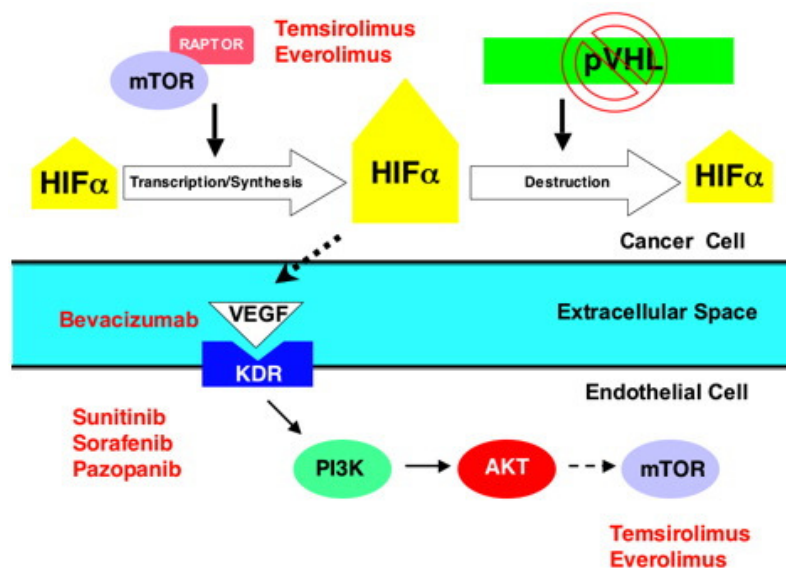 RAPTOR
mTOR
Temsirolimus
Everolimus
pVHL
HIFα
Transcription/Synthesis
HIFα
Destruction
HIFα
Cancer Cell
Bevacizumab
VEGF
Extracellular Space
KDR
Endothelial Cell
Sunitinib
Sorafenib
Pazopanib
PI3K
AKT
mTOR
Temsirolimus
Everolimus